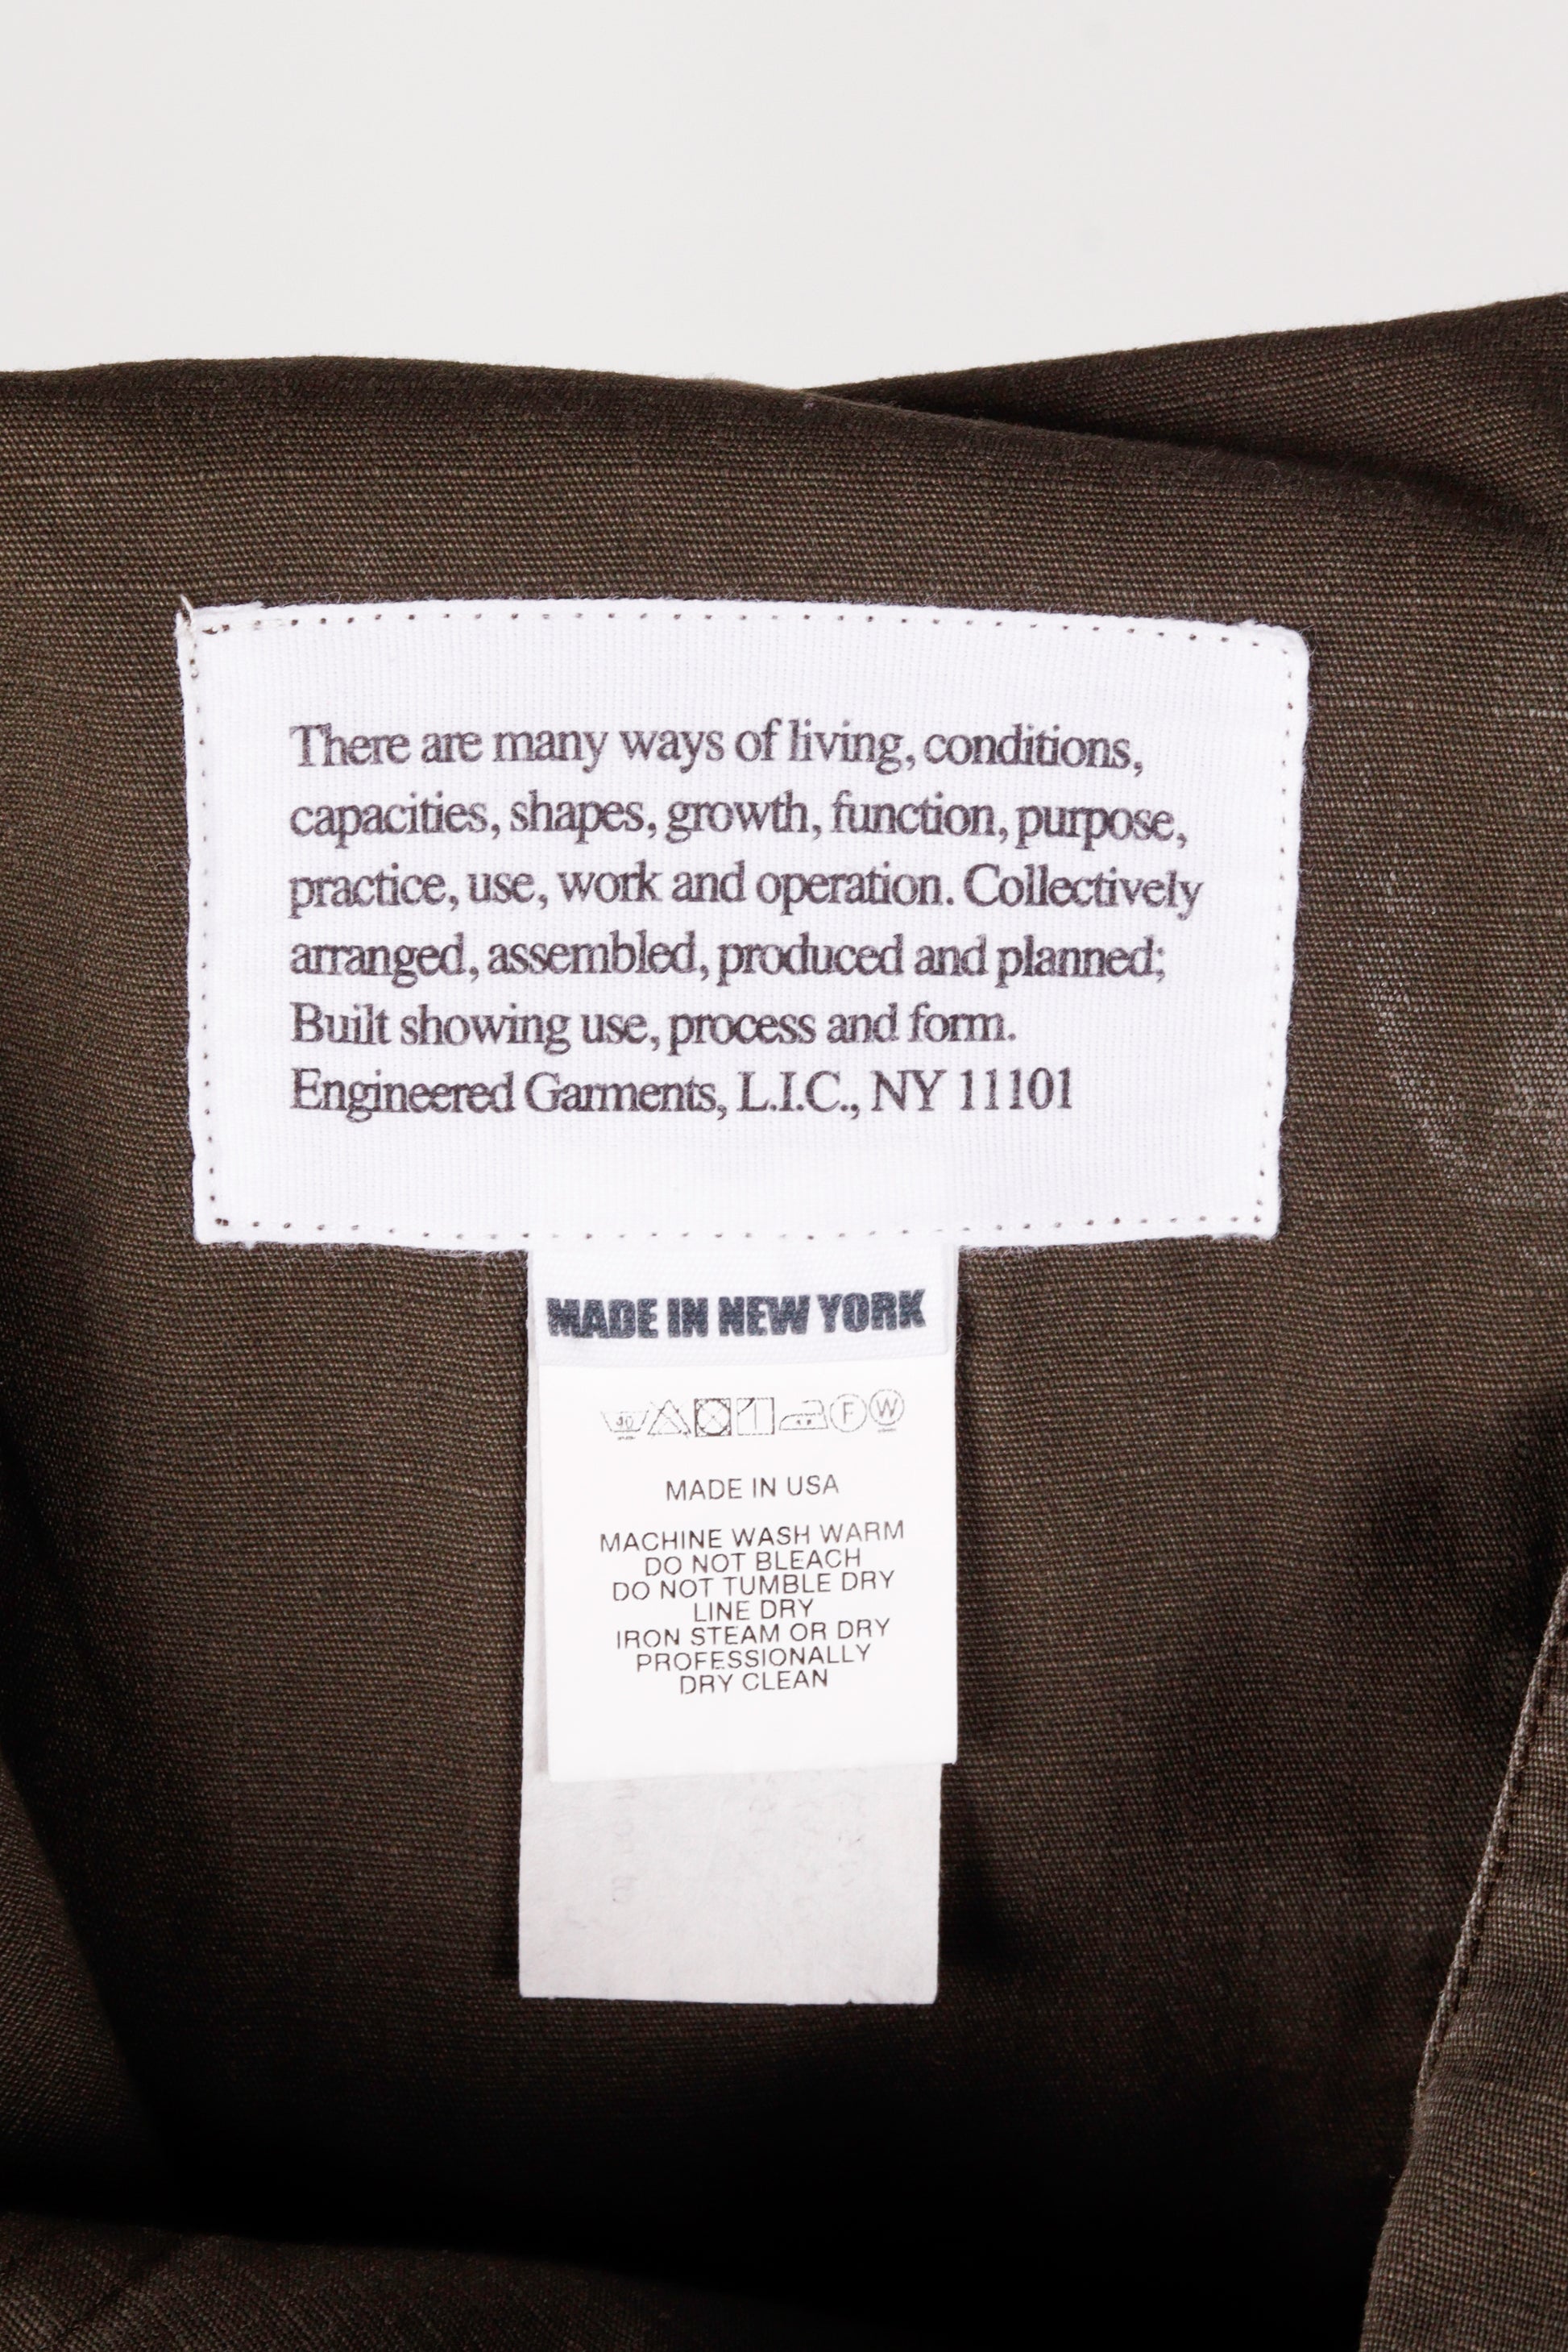 There are many ways of living, conditions,
capacities, shapes, growth, function, purpose,
practice, use, work and operation. Collectively
arranged, assembled, produced and planned;
Built showing use, process and form.
Engineered Garments, L.I.C., NY 11101
MADE IN NEW YORK
F W
MADE IN USA
MACHINE WASH WARM
DO NOT BLEACH
DO NOT TUMBLE DRY
LINE DRY
IRON STEAM OR DRY
PROFESSIONALLY
DRY CLEAN